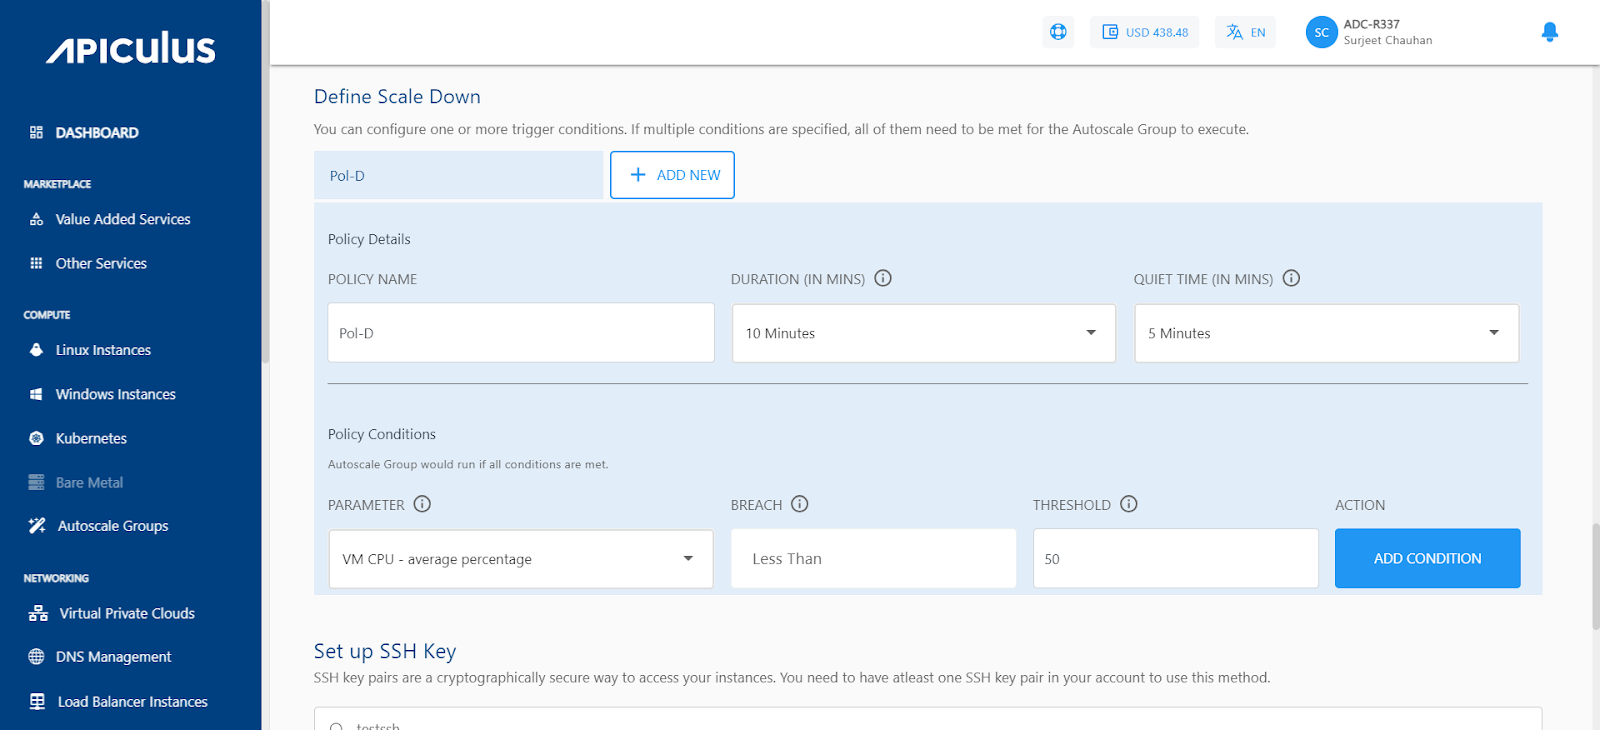 APICULUS
USD 438.48
EN
SC
ADC-R337
Surjeet Chauhan
DASHBOARD
MARKETPLACE
Value Added Services
Other Services
COMPUTE
Linux Instances
Windows Instances
Kubernetes
Bare Metal
Autoscale Groups
NETWORKING
Virtual Private Clouds
DNS Management
Load Balancer Instances
Define Scale Down
You can configure one or more trigger conditions. If multiple conditions are specified, all of them need to be met for the Autoscale Group to execute.
Pol-D
ADD NEW
Policy Details
POLICY NAME DURATION (IN MINS) QUIET TIME (IN MINS)
Pol-D 10 Minutes 5 Minutes
Policy Conditions
Autoscale Group would run if all conditions are met.
PARAMETER BREACH THRESHOLD ACTION
VM CPU - average percentage Less Than 50 ADD CONDITION
Set up SSH Key
SSH key pairs are a cryptographically secure way to access your instances. You need to have atleast one SSH key pair in your account to use this method.
testssh